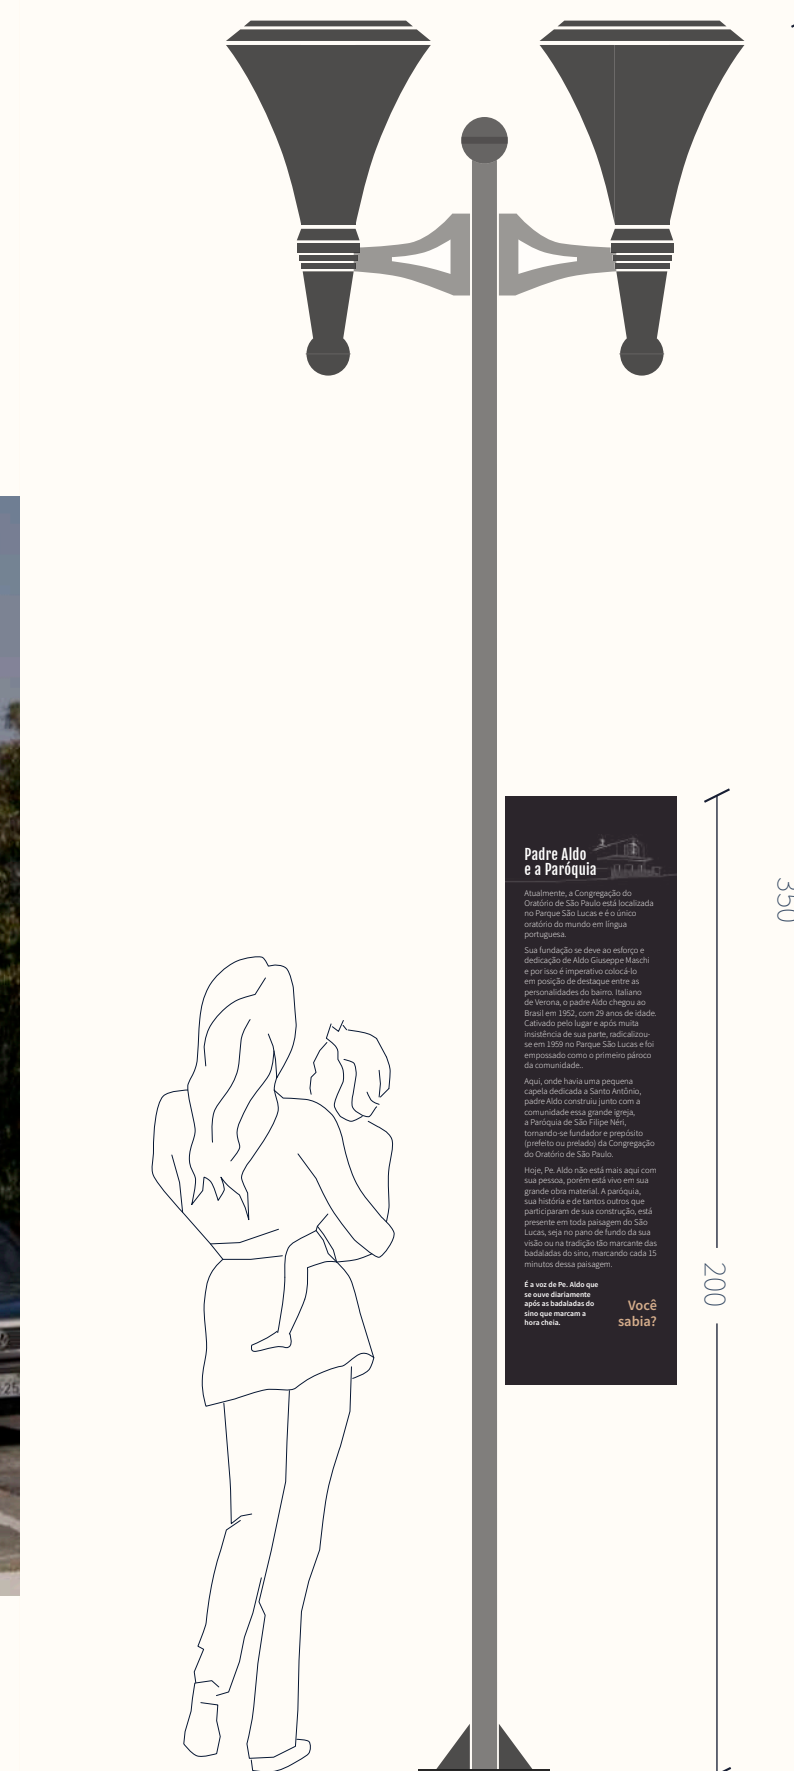 Padre Aldo
e a Paróquia
Atualmente, a Congregação do
Oratório de São Paulo está localizada
no Parque São Lucas e é o único
oratório do mundo em língua
portuguesa.
Sua fundação se deve ao esforço e
dedicação de Aldo Giuseppe Maschi
e por isso é imperativo colocá-lo
em posição de destaque entre as
personalidades do bairro. Italiano
de Verona, o padre Aldo chegou ao
Brasil em 1952, com 29 anos de idade.
Cativado pelo lugar e após muita
insistência de sua parte, radicalizou-
se em 1959 no Parque São Lucas e foi
empossado como o primeiro pároco
da comunidade..
Aqui, onde havia uma pequena
capela dedicada a Santo Antônio,
padre Aldo construiu junto com a
comunidade essa grande igreja,
a Paróquia de São Filipe Néri,
tornando-se fundador e prepósito
(prefeito ou prelado) da Congregação
do Oratório de São Paulo.
Hoje, Pe. Aldo não está mais aqui com
sua pessoa, porém está vivo em sua
grande obra material. A paróquia,
sua história e de tantos outros que
participaram de sua construção, está
presente em toda paisagem do São
Lucas, seja no pano de fundo da sua
visão ou na tradição tão marcante das
badaladas do sino, marcando cada 15
minutos dessa paisagem.
É a voz de Pe. Aldo que
se ouve diariamente
após as badaladas do
sino que marcam a
hora cheia.
Você
sabia?
200
350
25